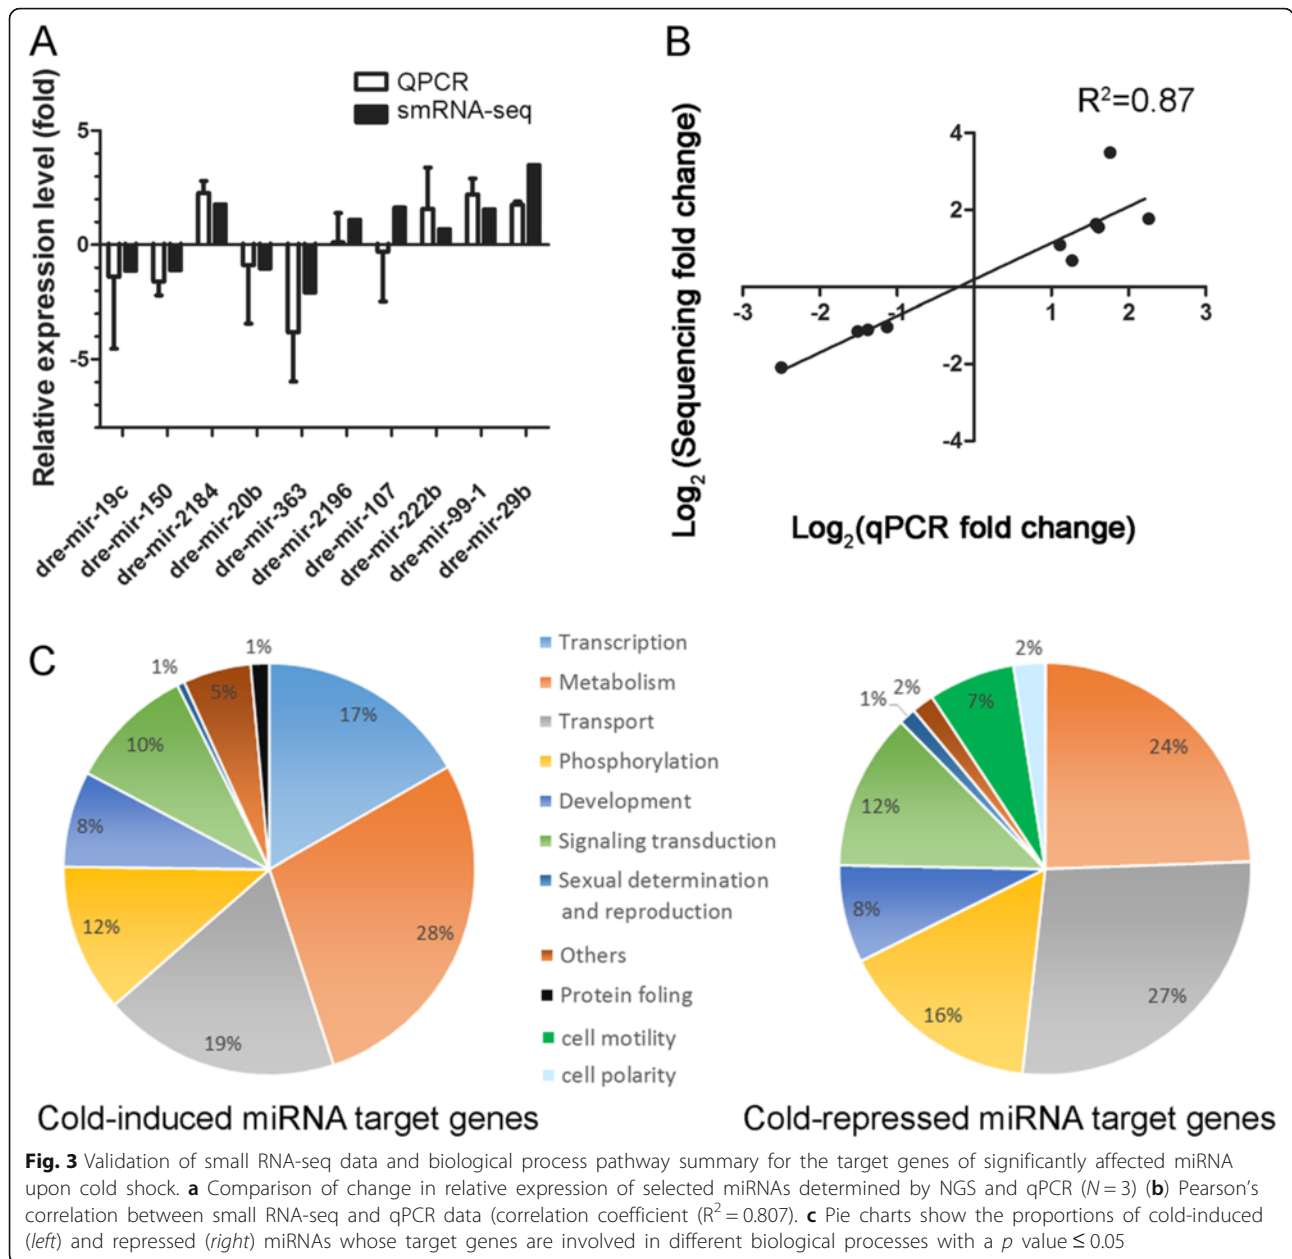 A
QPCR
smRNA-seq
Relative expression level (fold)
5
0
-5
dre-mir-19c
dre-mir-150
dre-mir-2184
dre-mir-20b
dre-mir-363
dre-mir-2196
dre-mir-107
dre-mir-222b
dre-mir-99-1
dre-mir-29b
B
R²=0.87
Log₂(Sequencing fold change)
4
2
-2
-4
-3
-2
-1
1
2
3
Log₂(qPCR fold change)
C
1%
1%
5%
17%
10%
8%
28%
12%
19%
Cold-induced miRNA target genes
Transcription
Metabolism
Transport
Phosphorylation
Development
Signaling transduction
Sexual determination
and reproduction
Others
Protein foling
cell motility
cell polarity
2%
1%
2%
7%
24%
12%
8%
16%
27%
Cold-repressed miRNA target genes
Fig. 3 Validation of small RNA-seq data and biological process pathway summary for the target genes of significantly affected miRNA
upon cold shock. a Comparison of change in relative expression of selected miRNAs determined by NGS and qPCR (N = 3) (b) Pearson's
correlation between small RNA-seq and qPCR data (correlation coefficient (R² = 0.807). c Pie charts show the proportions of cold-induced
(left) and repressed (right) miRNAs whose target genes are involved in different biological processes with a p value ≤ 0.05